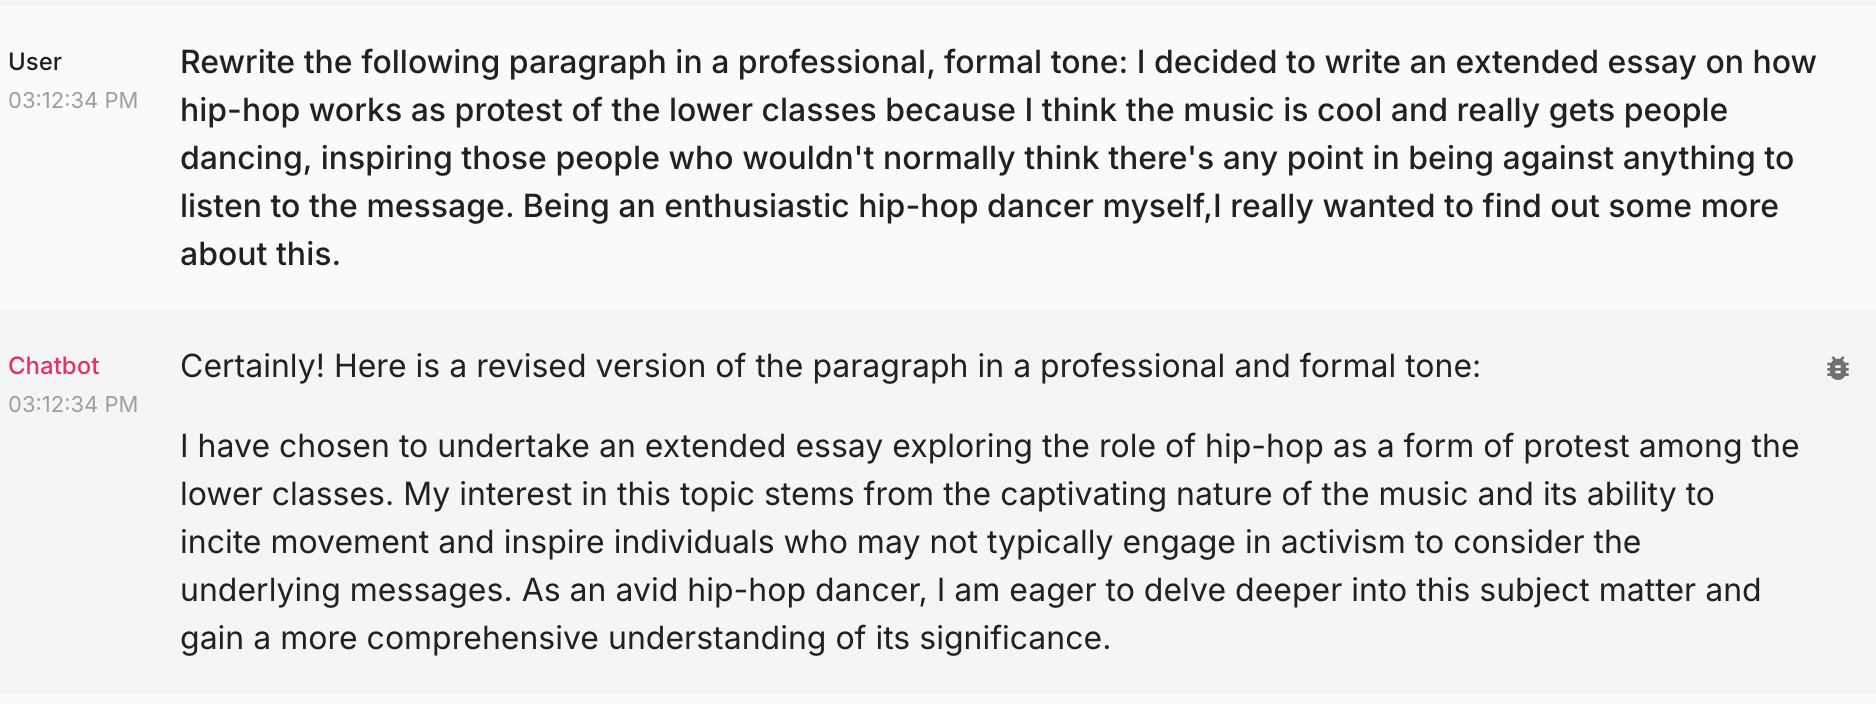 User
03:12:34 PM
Rewrite the following paragraph in a professional, formal tone: I decided to write an extended essay on how
hip-hop works as protest of the lower classes because I think the music is cool and really gets people
dancing, inspiring those people who wouldn't normally think there's any point in being against anything to
listen to the message. Being an enthusiastic hip-hop dancer myself,I really wanted to find out some more
about this.
Chatbot
03:12:34 PM
Certainly! Here is a revised version of the paragraph in a professional and formal tone:
I have chosen to undertake an extended essay exploring the role of hip-hop as a form of protest among the
lower classes. My interest in this topic stems from the captivating nature of the music and its ability to
incite movement and inspire individuals who may not typically engage in activism to consider the
underlying messages. As an avid hip-hop dancer, I am eager to delve deeper into this subject matter and
gain a more comprehensive understanding of its significance.